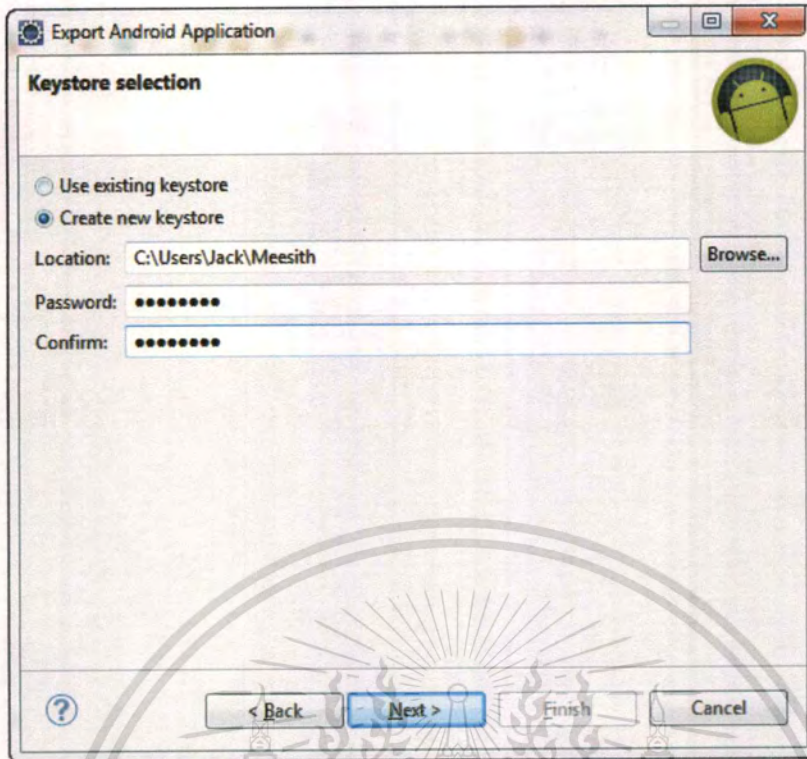 Export Android Application
Keystore selection
Use existing keystore
Create new keystore
Location: C:\Users\Jack\Meesith Browse...
Password: ●●●●●●●●
Confirm: ●●●●●●●●
? < Back Next > Finish Cancel